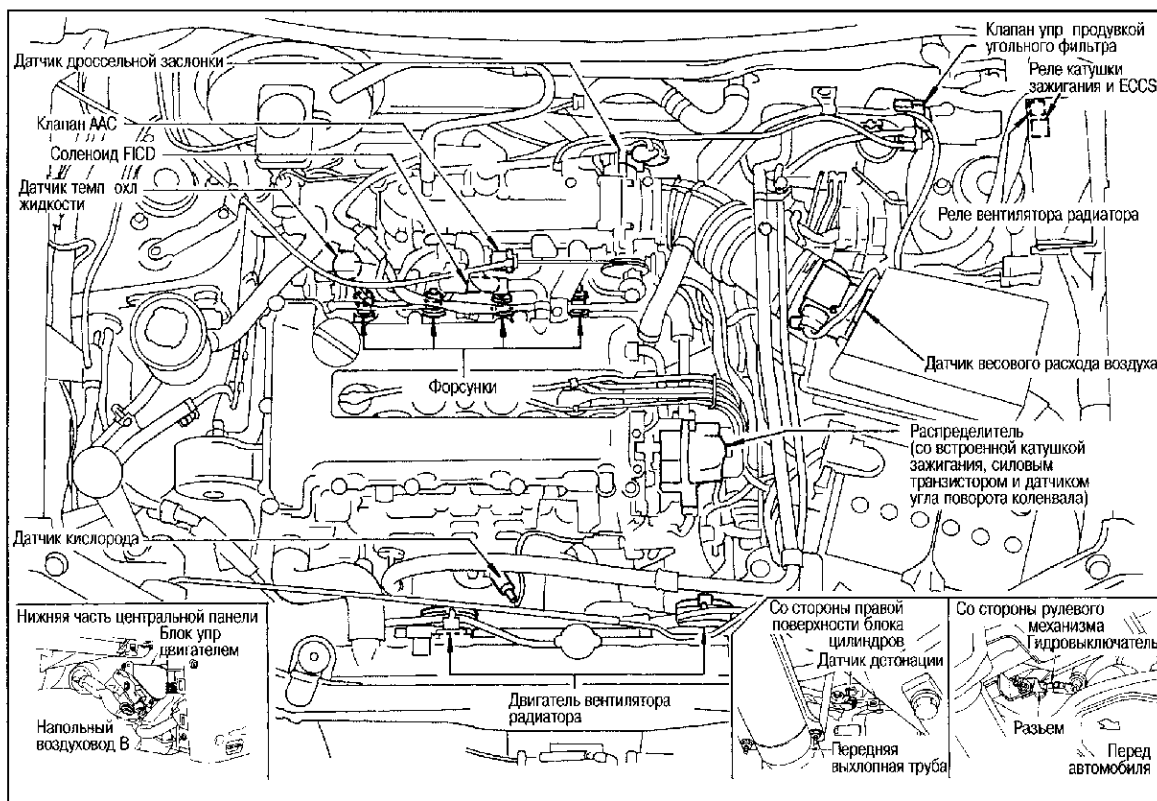 Датчик дроссельной заслонки
Клапан ААС
Соленоид FICD
Датчик темп охл
жидкости
Клапан упр продувкой
угольного фильтра
Реле катушки
зажигания и ECCS
Реле вентилятора радиатора
Датчик весового расхода воздуха
Форсунки
Распределитель
(со встроенной катушкой
зажигания, силовым
транзистором и датчиком
угла поворота коленвала)
Датчик кислорода
Двигатель вентилятора
радиатора
Нижняя часть центральной панели
Блок упр
двигателем
Напольный
воздуховод В
Со стороны правой
поверхности блока
цилиндров
Датчик детонации
Передняя
выхлопная труба
Со стороны рулевого
механизма
Гидровыключатель
Разьем
Перед
автомобиля